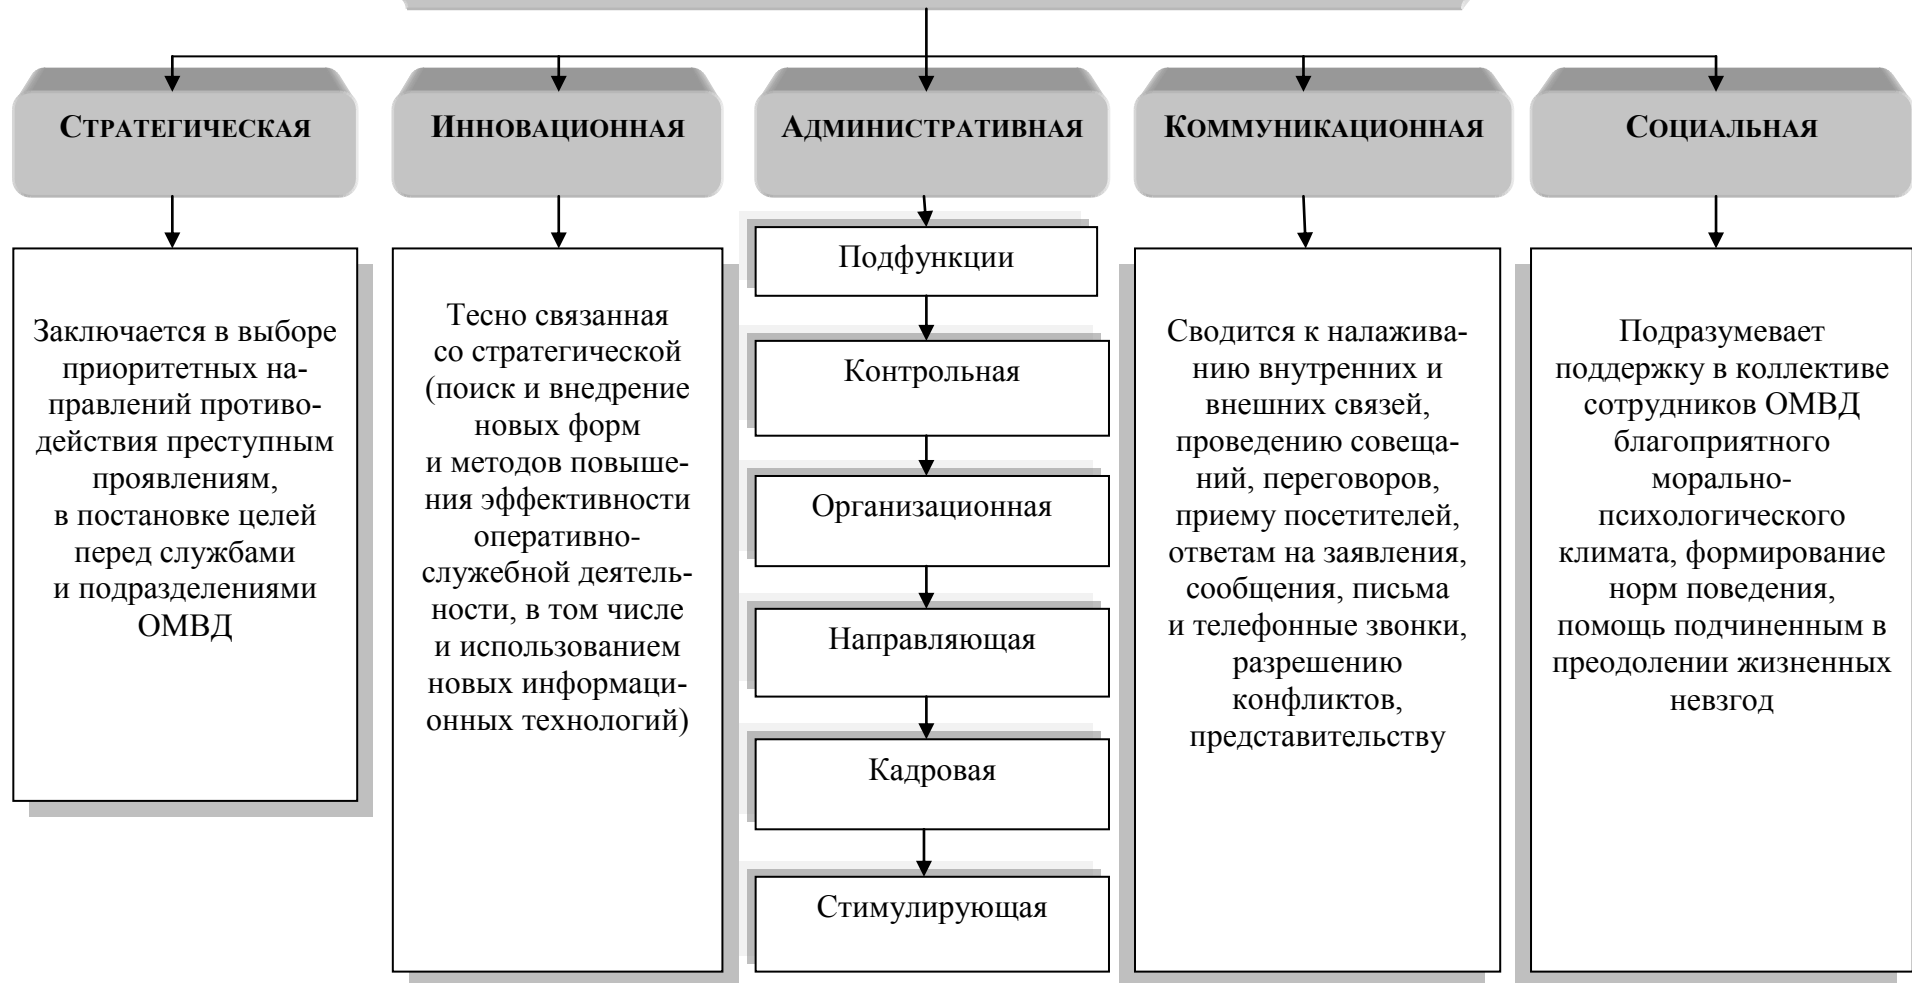 СТРАТЕГИЧЕСКАЯ
Заключается в выборе
приоритетных на-
правлений противо-
действия преступным
проявлениям,
в постановке целей
перед службами
и подразделениями
ОМВД
ИННОВАЦИОННАЯ
Тесно связанная
со стратегической
(поиск и внедрение
новых форм
и методов повыше-
ния эффективности
оперативно-
служебной деятель-
ности, в том числе
и использованием
новых информаци-
онных технологий)
АДМИНИСТРАТИВНАЯ
Подфункции
Контрольная
Организационная
Направляющая
Кадровая
Стимулирующая
КОММУНИКАЦИОННАЯ
Сводится к налажива-
нию внутренних и
внешних связей,
проведению совеща-
ний, переговоров,
приему посетителей,
ответам на заявления,
сообщения, письма
и телефонные звонки,
разрешению
конфликтов,
представительству
СОЦИАЛЬНАЯ
Подразумевает
поддержку в коллективе
сотрудников ОМВД
благоприятного
морально-
психологического
климата, формирование
норм поведения,
помощь подчиненным в
преодолении жизненных
невзгод